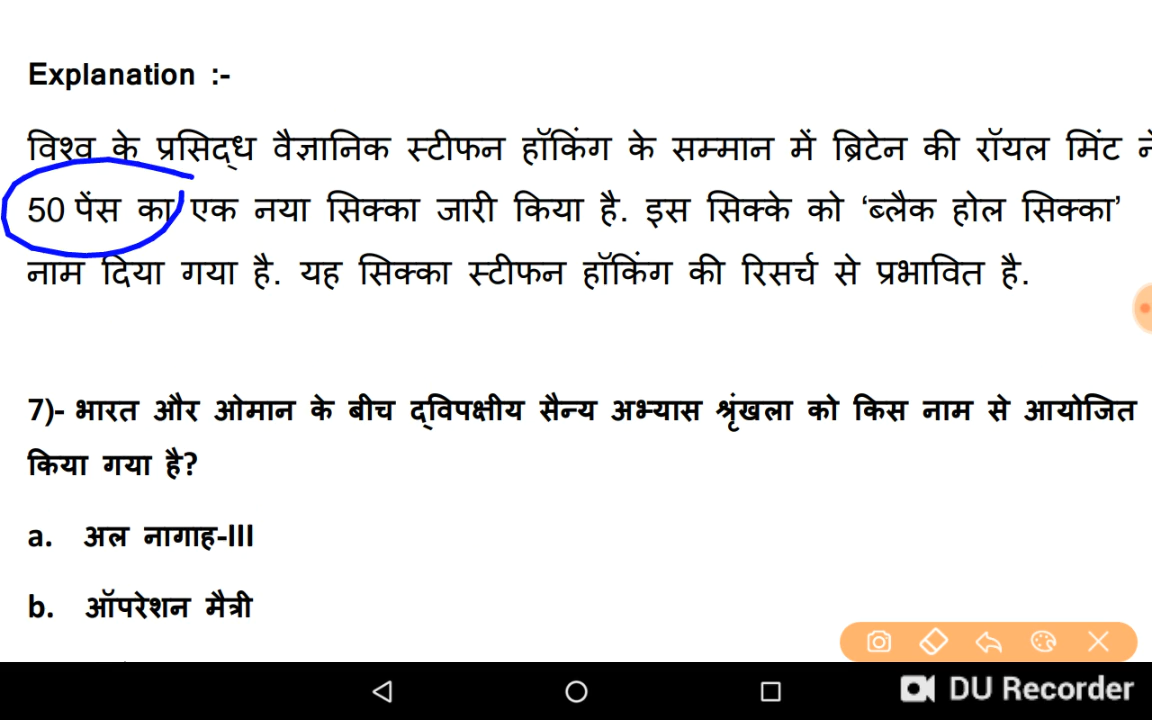 Explanation :-
विश्व के प्रसिद्ध वैज्ञानिक स्टीफन हॉकिंग के सम्मान में ब्रिटेन की रॉयल मिंट ने
50 पेंस का एक नया सिक्का जारी किया है. इस सिक्के को ‘ब्लैक होल सिक्का’
नाम दिया गया है. यह सिक्का स्टीफन हॉकिंग की रिसर्च से प्रभावित है.
7)- भारत और ओमान के बीच द्विपक्षीय सैन्य अभ्यास श्रृंखला को किस नाम से आयोजित
किया गया है?
a. अल नागाह-III
b. ऑपरेशन मैत्री
DU Recorder